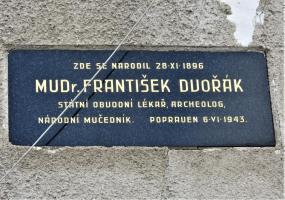 ZDE SE NARODIL 28·XI·1896
MUDr. FRANTIŠEK DVOŘÁK
STÁTNÍ OBVODNÍ LÉKAŘ, ARCHEOLOG,
NÁRODNÍ MUČEDNÍK. POPRAVEN 6·VI·1943.